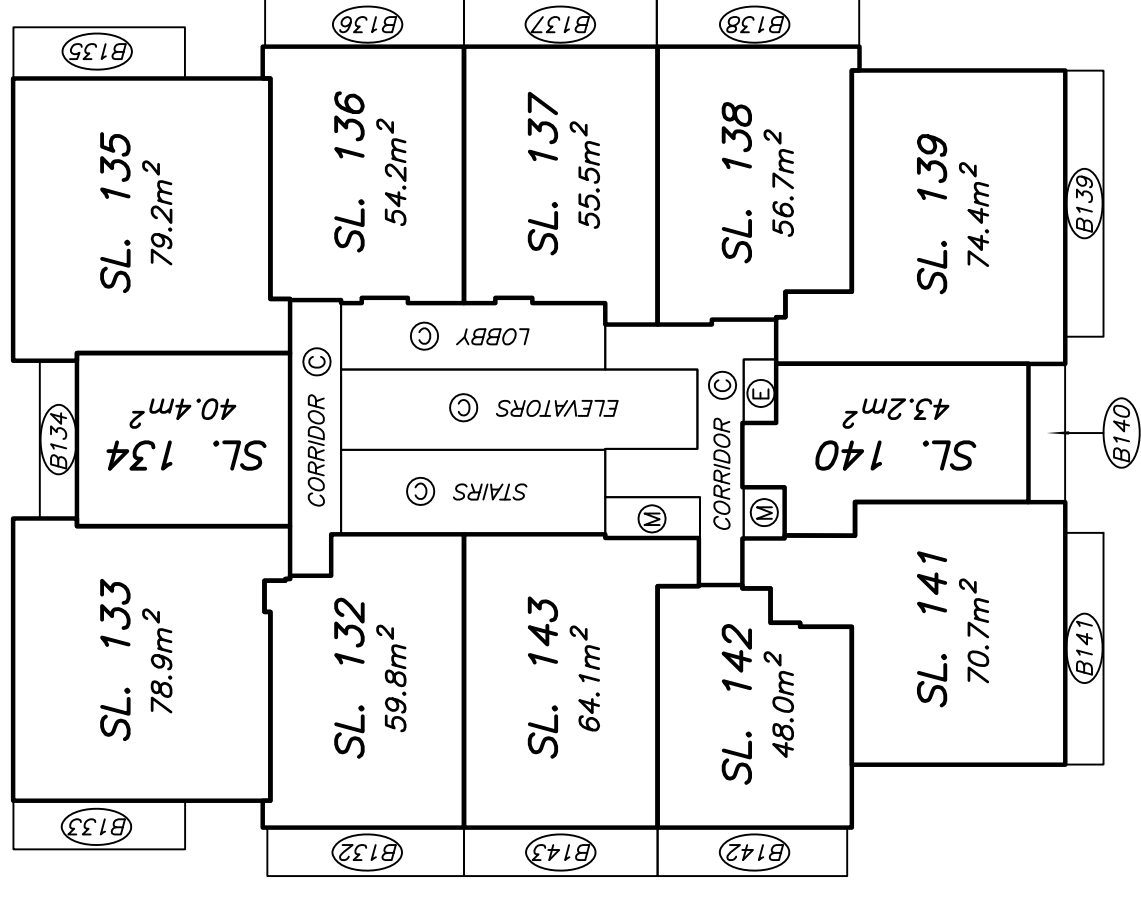 B135
B136
B137
B138
SL. 135
79.2m²
SL. 136
54.2m²
SL. 137
55.5m²
SL. 138
56.7m²
SL. 139
74.4m²
B139
LOBBY C
CORRIDOR C
ELEVATORS C
STAIRS C
CORRIDOR C
E
M
M
B134
SL. 134
40.4m²
SL. 140
43.2m²
B140
SL. 133
78.9m²
SL. 132
59.8m²
SL. 143
64.1m²
SL. 142
48.0m²
SL. 141
70.7m²
B141
B133
B132
B143
B142